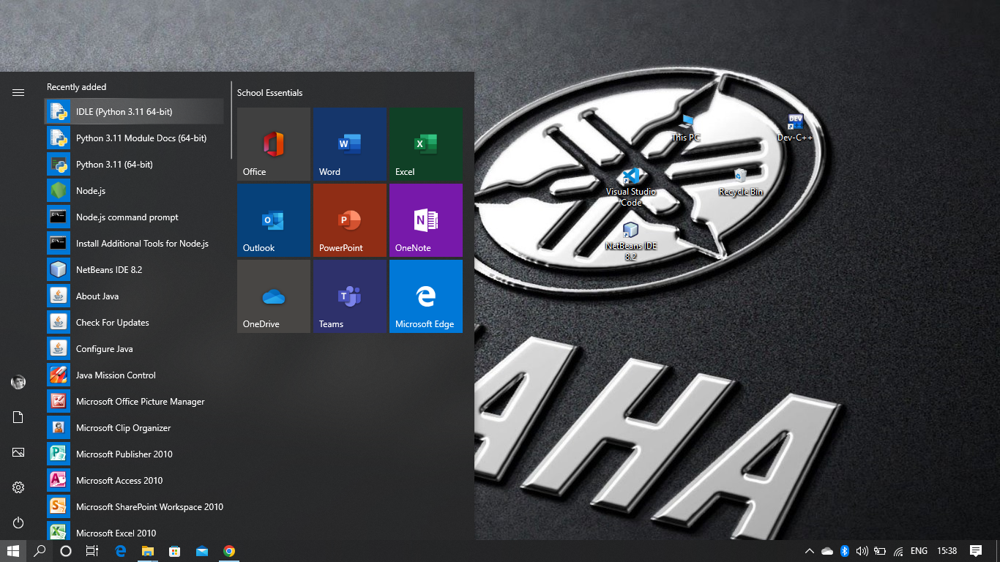 Recently added
IDLE (Python 3.11 64-bit)
Python 3.11 Module Docs (64-bit)
Python 3.11 (64-bit)
Node.js
Node.js command prompt
Install Additional Tools for Node.js
NetBeans IDE 8.2
About Java
Check For Updates
Configure Java
Java Mission Control
Microsoft Office Picture Manager
Microsoft Clip Organizer
Microsoft Publisher 2010
Microsoft Access 2010
Microsoft SharePoint Workspace 2010
Microsoft Excel 2010
School Essentials
Office
Word
Excel
Outlook
PowerPoint
OneNote
OneDrive
Teams
Microsoft Edge
This PC
DEV
Dev-C++
Visual Studio
Code
Recycle Bin
NetBeans IDE
8.2
AHA
ENG
15:38